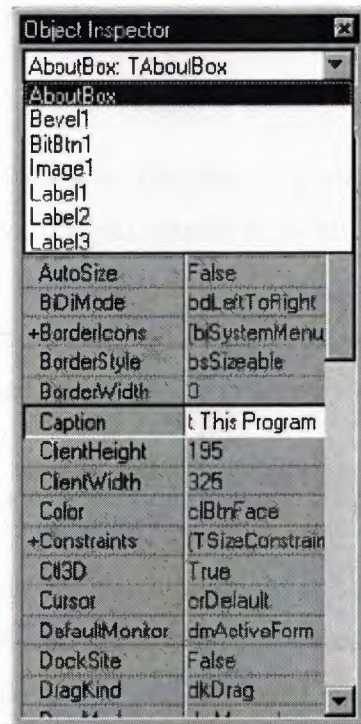 Object Inspector
AboutBox: TAboutBox
AboutBox
Bevel1
BitBtn1
Image1
Label1
Label2
Label3
AutoSize False
BiDiMode bdLeftToRight
+BorderIcons [biSystemMenu
BorderStyle bsSizeable
BorderWidth 0
Caption t This Program
ClientHeight 195
ClientWidth 325
Color clBtnFace
+Constraints (TSizeConstrain
Ctl3D True
Cursor crDefault
DefaultMonitor dmActiveForm
DockSite False
DragKind dkDrag